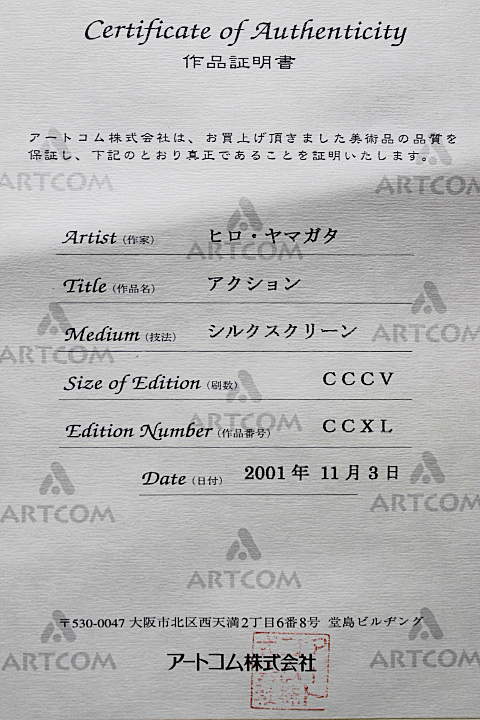 Certificate of Authenticity
作品証明書
アートコム株式会社は、お買上げ頂きました美術品の品質を
保証し、下記のとおり真正であることを証明いたします。
Artist (作家) ヒロ・ヤマガタ
Title (作品名) アクション
Medium (技法) シルクスクリーン
Size of Edition (刷数) CCCV
Edition Number (作品番号) CCXL
Date (日付) 2001年 11月 3日
〒530-0047 大阪市北区西天満2丁目6番8号 堂島ビルヂング
アートコム株式会社
ARTCOM
ARTCOM
ARTCOM
ARTCOM
ARTCOM
ARTCOM
ARTCOM
ARTCOM
ARTCOM
ARTCOM
ARTCOM